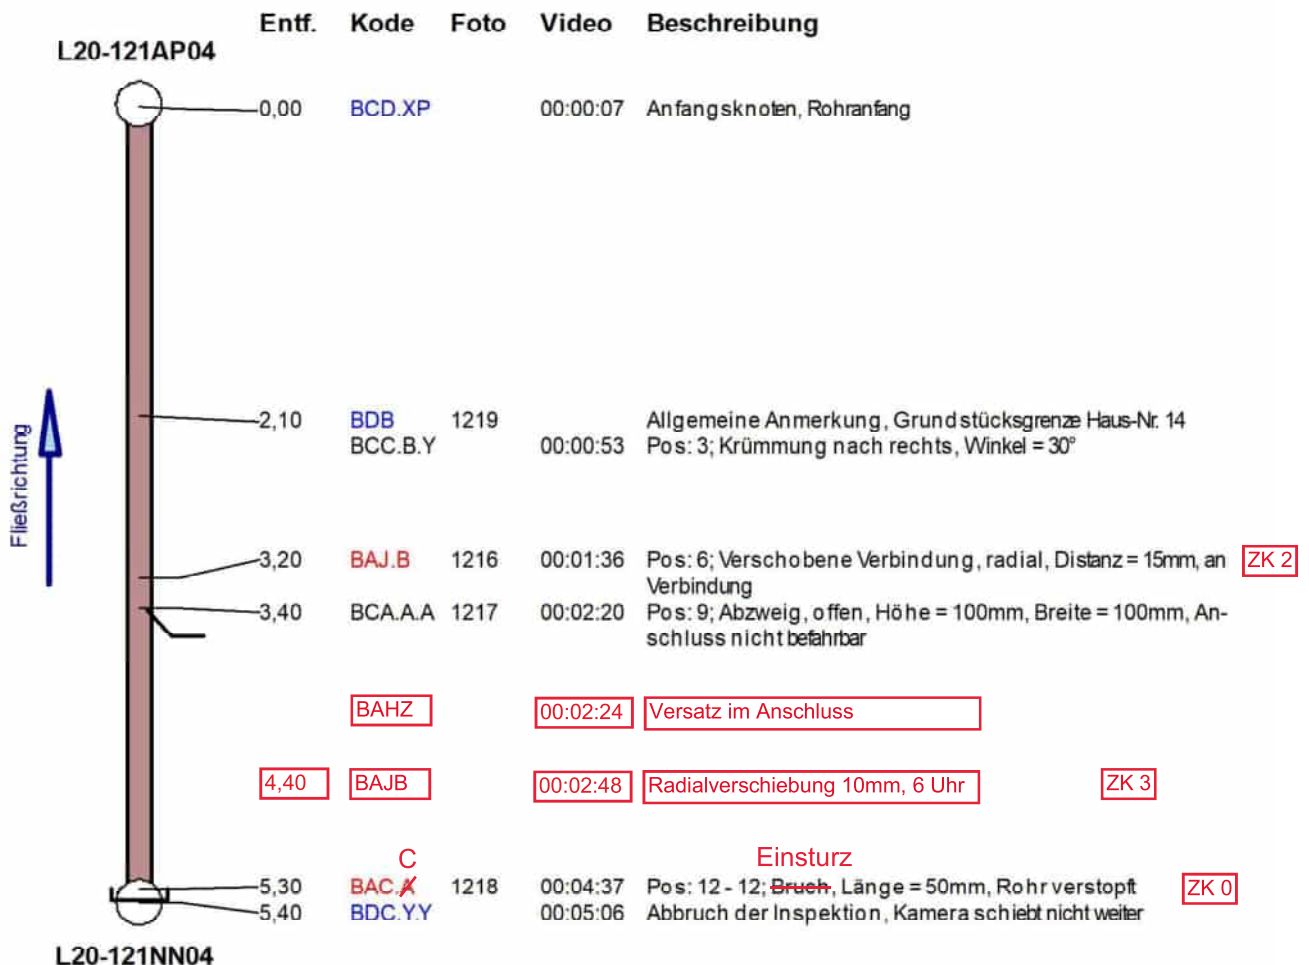 Entf. Kode Foto Video Beschreibung
L20-121AP04
0,00 BCD.XP 00:00:07 Anfangsknoten, Rohranfang
2,10 BDB 1219 Allgemeine Anmerkung, Grundstücksgrenze Haus-Nr. 14
BCC.B.Y 00:00:53 Pos: 3; Krümmung nach rechts, Winkel = 30°
Fließrichtung
3,20 BAJ.B 1216 00:01:36 Pos: 6; Verschobene Verbindung, radial, Distanz = 15mm, an ZK 2
Verbindung
3,40 BCA.A.A 1217 00:02:20 Pos: 9; Abzweig, offen, Höhe = 100mm, Breite = 100mm, An-
schluss nicht befahrbar
BAHZ 00:02:24 Versatz im Anschluss
4,40 BAJB 00:02:48 Radialverschiebung 10mm, 6 Uhr ZK 3
C Einsturz
5,30 BAC.A 1218 00:04:37 Pos: 12 - 12; Bruch, Länge = 50mm, Rohr verstopft ZK 0
5,40 BDC.Y.Y 00:05:06 Abbruch der Inspektion, Kamera schiebt nicht weiter
L20-121NN04